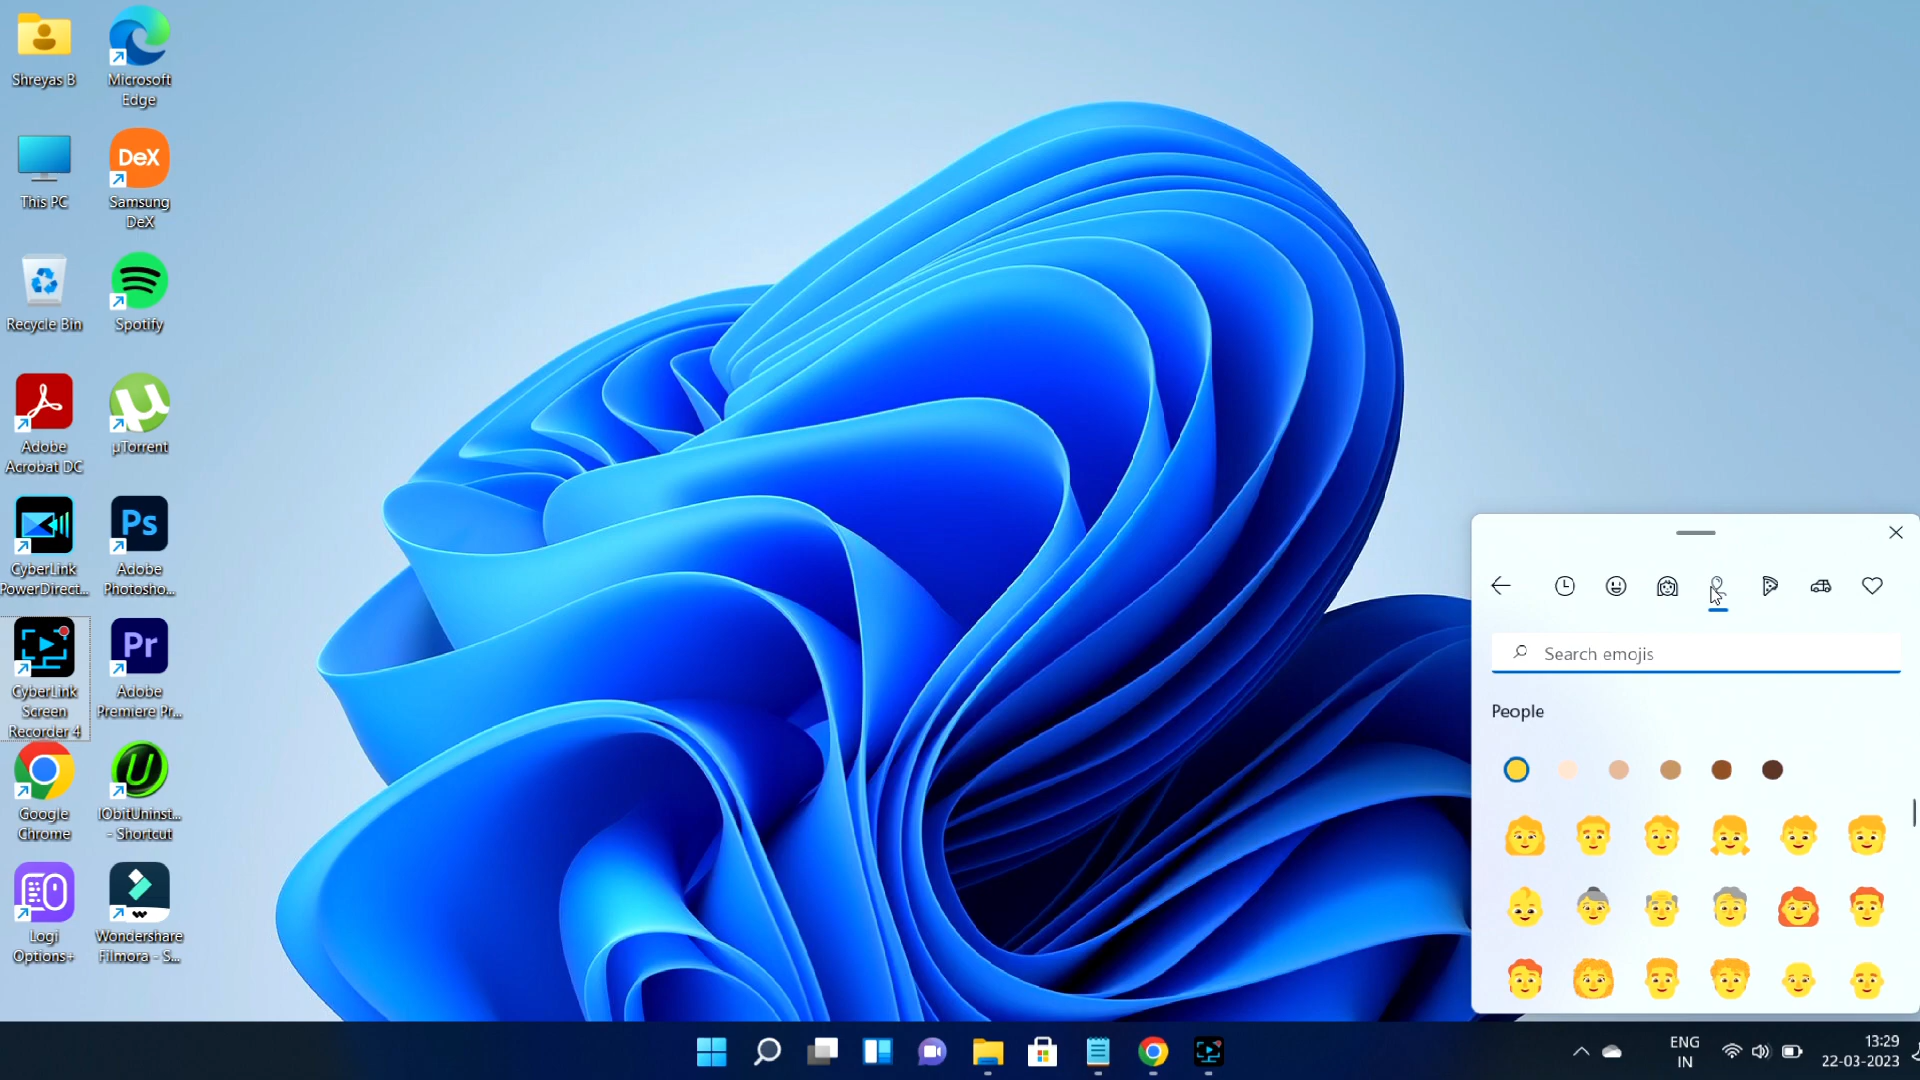 Shreyas B
Microsoft
Edge
This PC
DeX
Samsung
DeX
Recycle Bin
Spotify
Adobe
Acrobat DC
µTorrent
CyberLink
PowerDirect...
Ps
Adobe
Photosho...
CyberLink
Screen
Recorder 4
Pr
Adobe
Premiere Pr...
Google
Chrome
IObitUninst...
- Shortcut
Logi
Options+
Wondershare
Filmora - S...
Search emojis
People
ENG
IN
13:29
22-03-2023